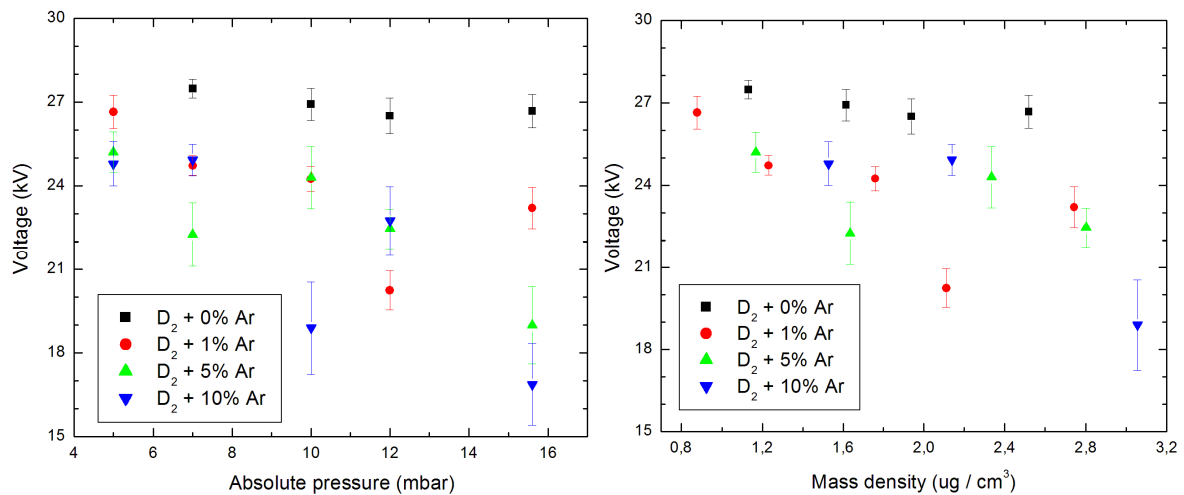 30
27
24
21
18
15
Voltage (kV)
D₂ + 0% Ar
D₂ + 1% Ar
D₂ + 5% Ar
D₂ + 10% Ar
4 6 8 10 12 14 16
Absolute pressure (mbar)
30
27
24
21
18
15
Voltage (kV)
D₂ + 0% Ar
D₂ + 1% Ar
D₂ + 5% Ar
D₂ + 10% Ar
0,8 1,2 1,6 2,0 2,4 2,8 3,2
Mass density (ug / cm³)